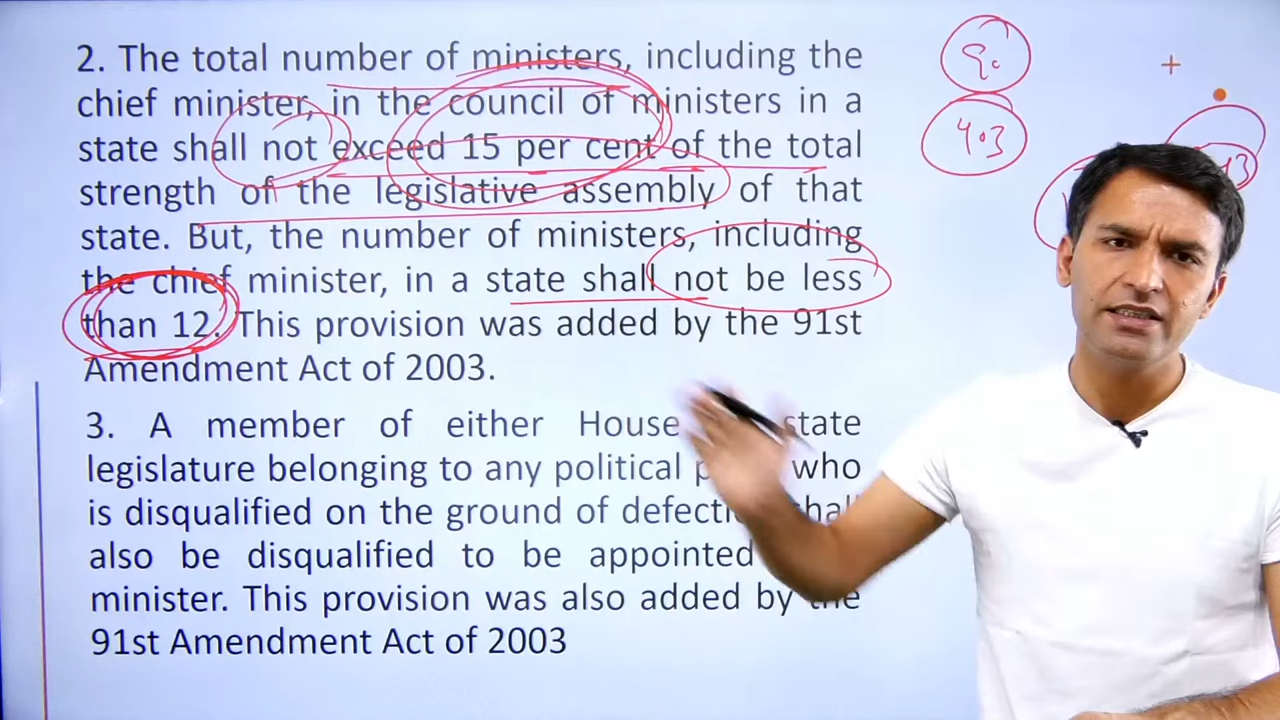 2. The total number of ministers, including the
chief minister, in the council of ministers in a
state shall not exceed 15 per cent of the total
strength of the legislative assembly of that
state. But, the number of ministers, including
the chief minister, in a state shall not be less
than 12. This provision was added by the 91st
Amendment Act of 2003.
3. A member of either House state
legislature belonging to any political who
is disqualified on the ground of
also be disqualified to be appointed
minister. This provision was also added by the
91st Amendment Act of 2003
90
403